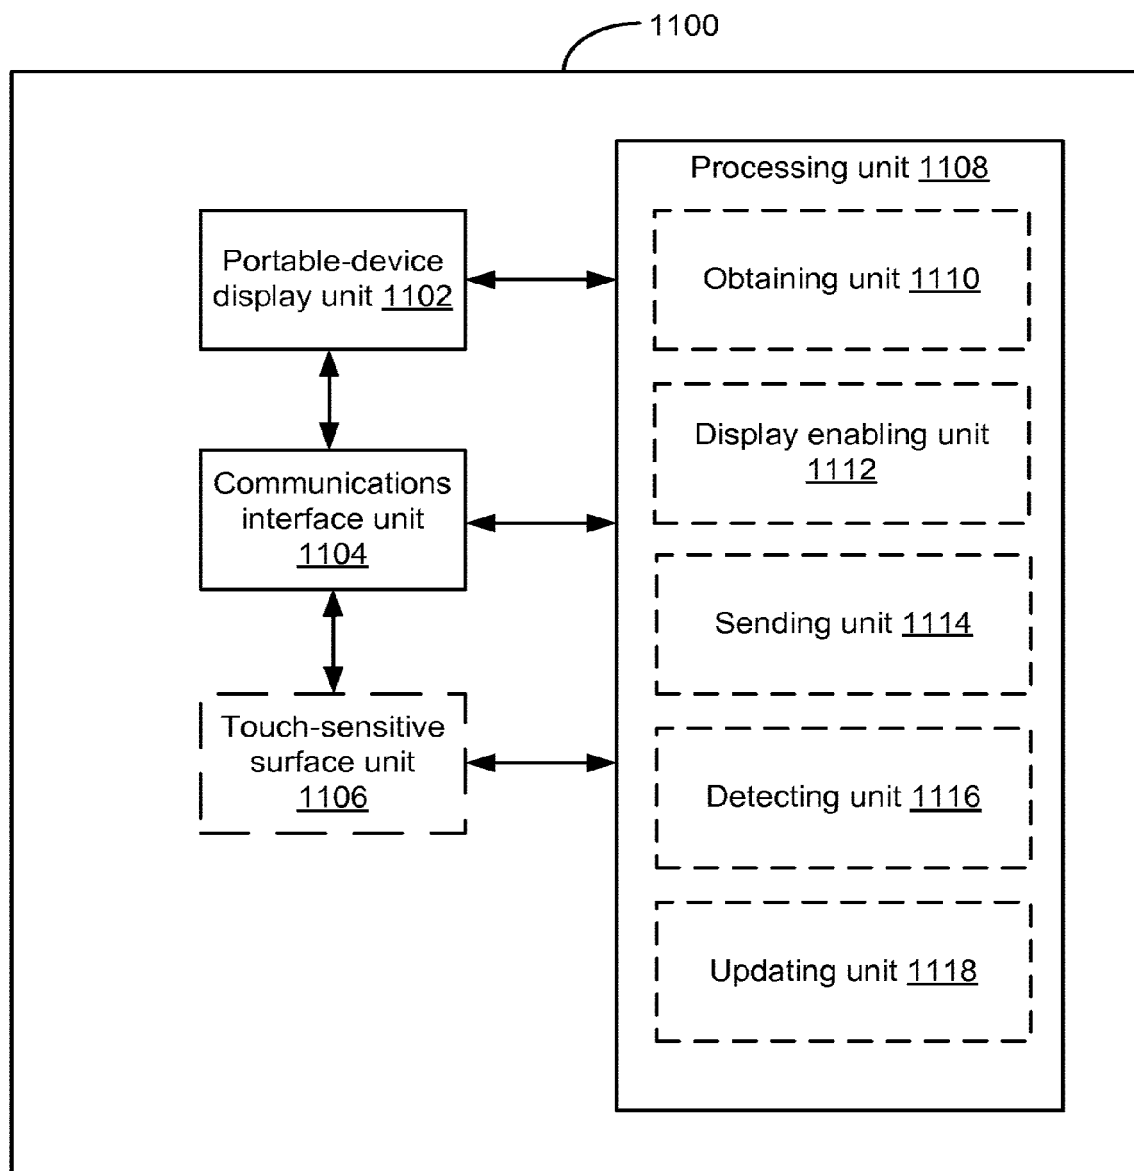 1100
Processing unit 1108
Portable-device
display unit 1102
Obtaining unit 1110
Display enabling unit
1112
Communications
interface unit
1104
Sending unit 1114
Touch-sensitive
surface unit
1106
Detecting unit 1116
Updating unit 1118